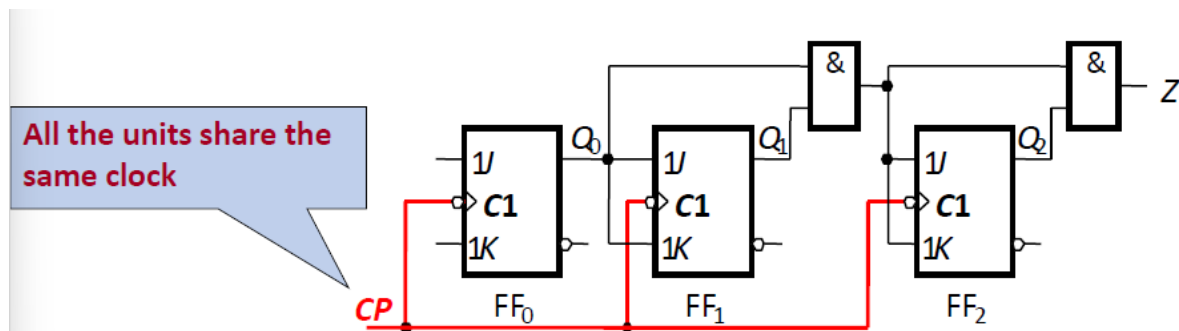 All the units share the
same clock
CP
1J
C1
1K
FF₀
Q₀
1J
C1
1K
FF₁
Q₁
&
1J
C1
1K
FF₂
Q₂
&
Z